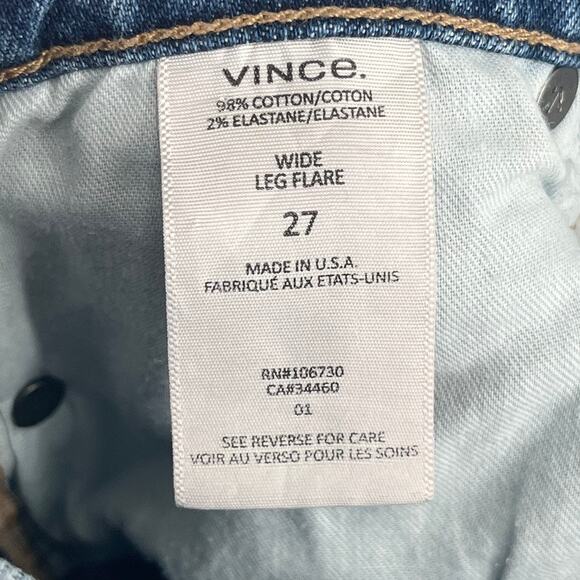 VINCe.
98% COTTON/COTON
2% ELASTANE/ELASTANE
WIDE
LEG FLARE
27
MADE IN U.S.A.
FABRIQUÉ AUX ETATS-UNIS
RN#106730
CA#34460
01
SEE REVERSE FOR CARE
VOIR AU VERSO POUR LES SOINS